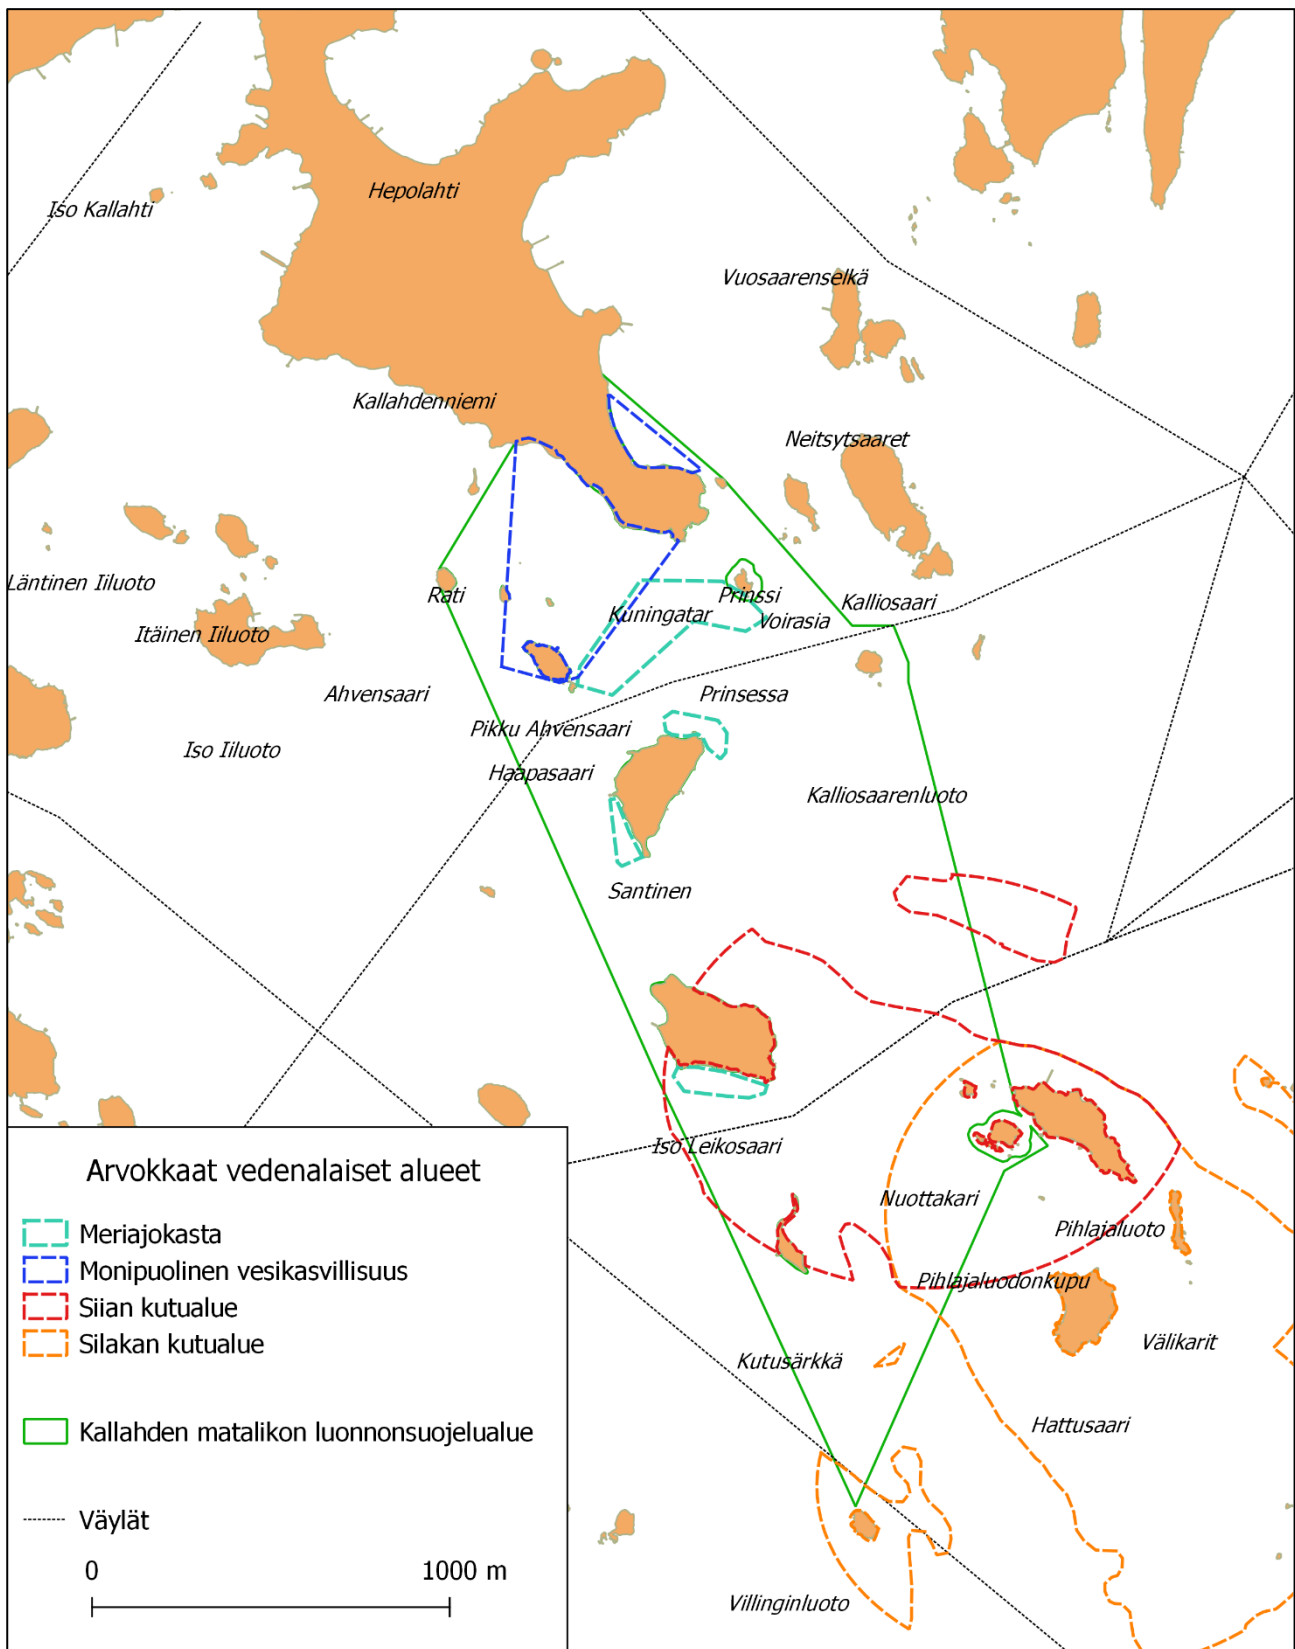 Hepolahti
Iso Kallahti
Vuosaarenselkä
Kallahdenniemi
Neitsytsaaret
Läntinen Iiluoto
Rati
Prinssi
Kalliosaari
Kuningatar
Voirasia
Itäinen Iiluoto
Ahvensaari
Prinsessa
Pikku Ahvensaari
Iso Iiluoto
Haapasaari
Kalliosaarenluoto
Santinen
Iso Leikosaari
Nuottakari
Pihlajaluoto
Pihlajaluodonkupu
Välikarit
Kutusärkkä
Hattusaari
Villinginluoto
Arvokkaat vedenalaiset alueet
Meriajokasta
Monipuolinen vesikasvillisuus
Siian kutualue
Silakan kutualue
Kallahden matalikon luonnonsuojelualue
Väylät
0 1000 m